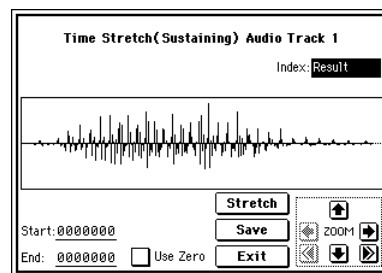 Time Stretch(Sustaining) Audio Track 1
Index: Result
Stretch
Start: 0000000
Save
ZOOM
End: 0000000
Use Zero
Exit